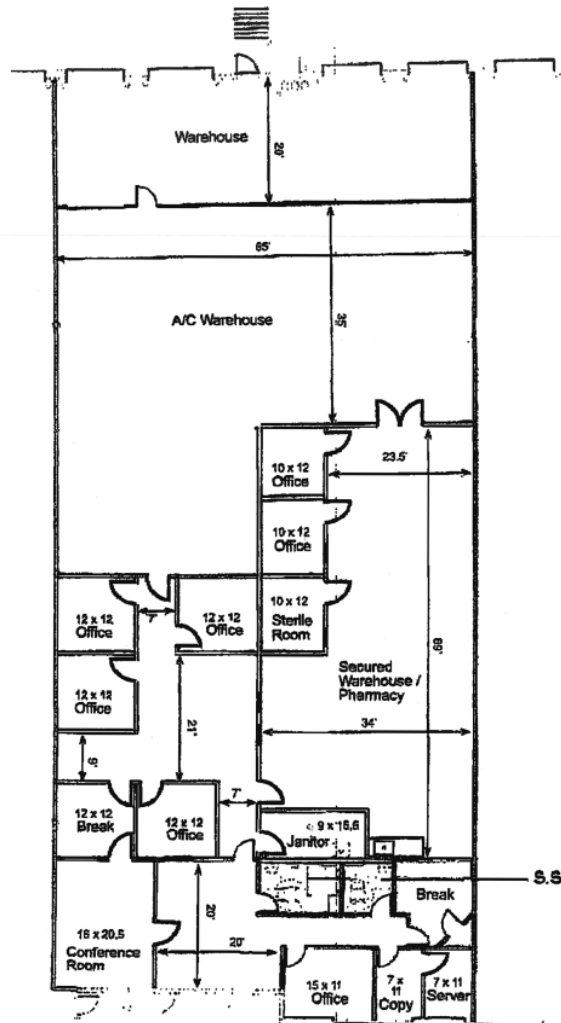 Warehouse
20'
65'
A/C Warehouse
35'
23.5'
10 x 12
Office
10 x 12
Office
10 x 12
Sterile
Room
12 x 12
Office
7'
12 x 12
Office
12 x 12
Office
21'
9'
Secured
Warehouse /
Pharmacy
69'
34'
7'
12 x 12
Break
12 x 12
Office
9 x 16.6
Janitor
Break
S.S
16 x 20.5
Conference
Room
20'
20'
15 x 11
Office
7 x
11
Copy
7 x 11
Server